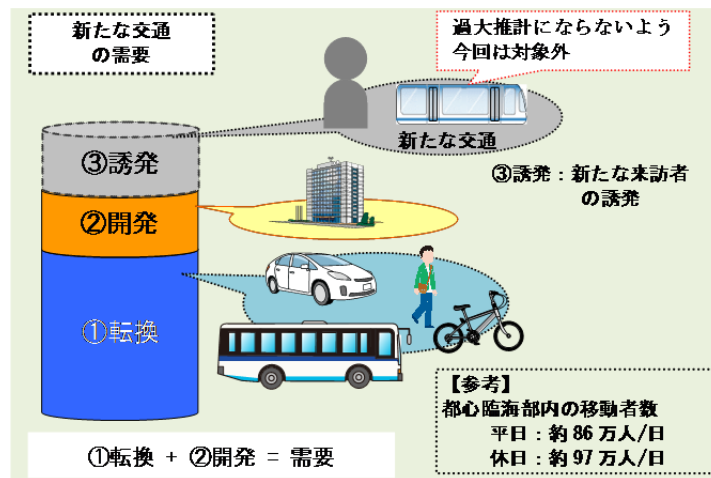 新たな交通
の需要
過大推計にならないよう
今回は対象外
新たな交通
③誘発
③誘発：新たな来訪者
の誘発
②開発
①転換
【参考】
都心臨海部内の移動者数
平日：約86万人/日
休日：約97万人/日
①転換 + ②開発 = 需要